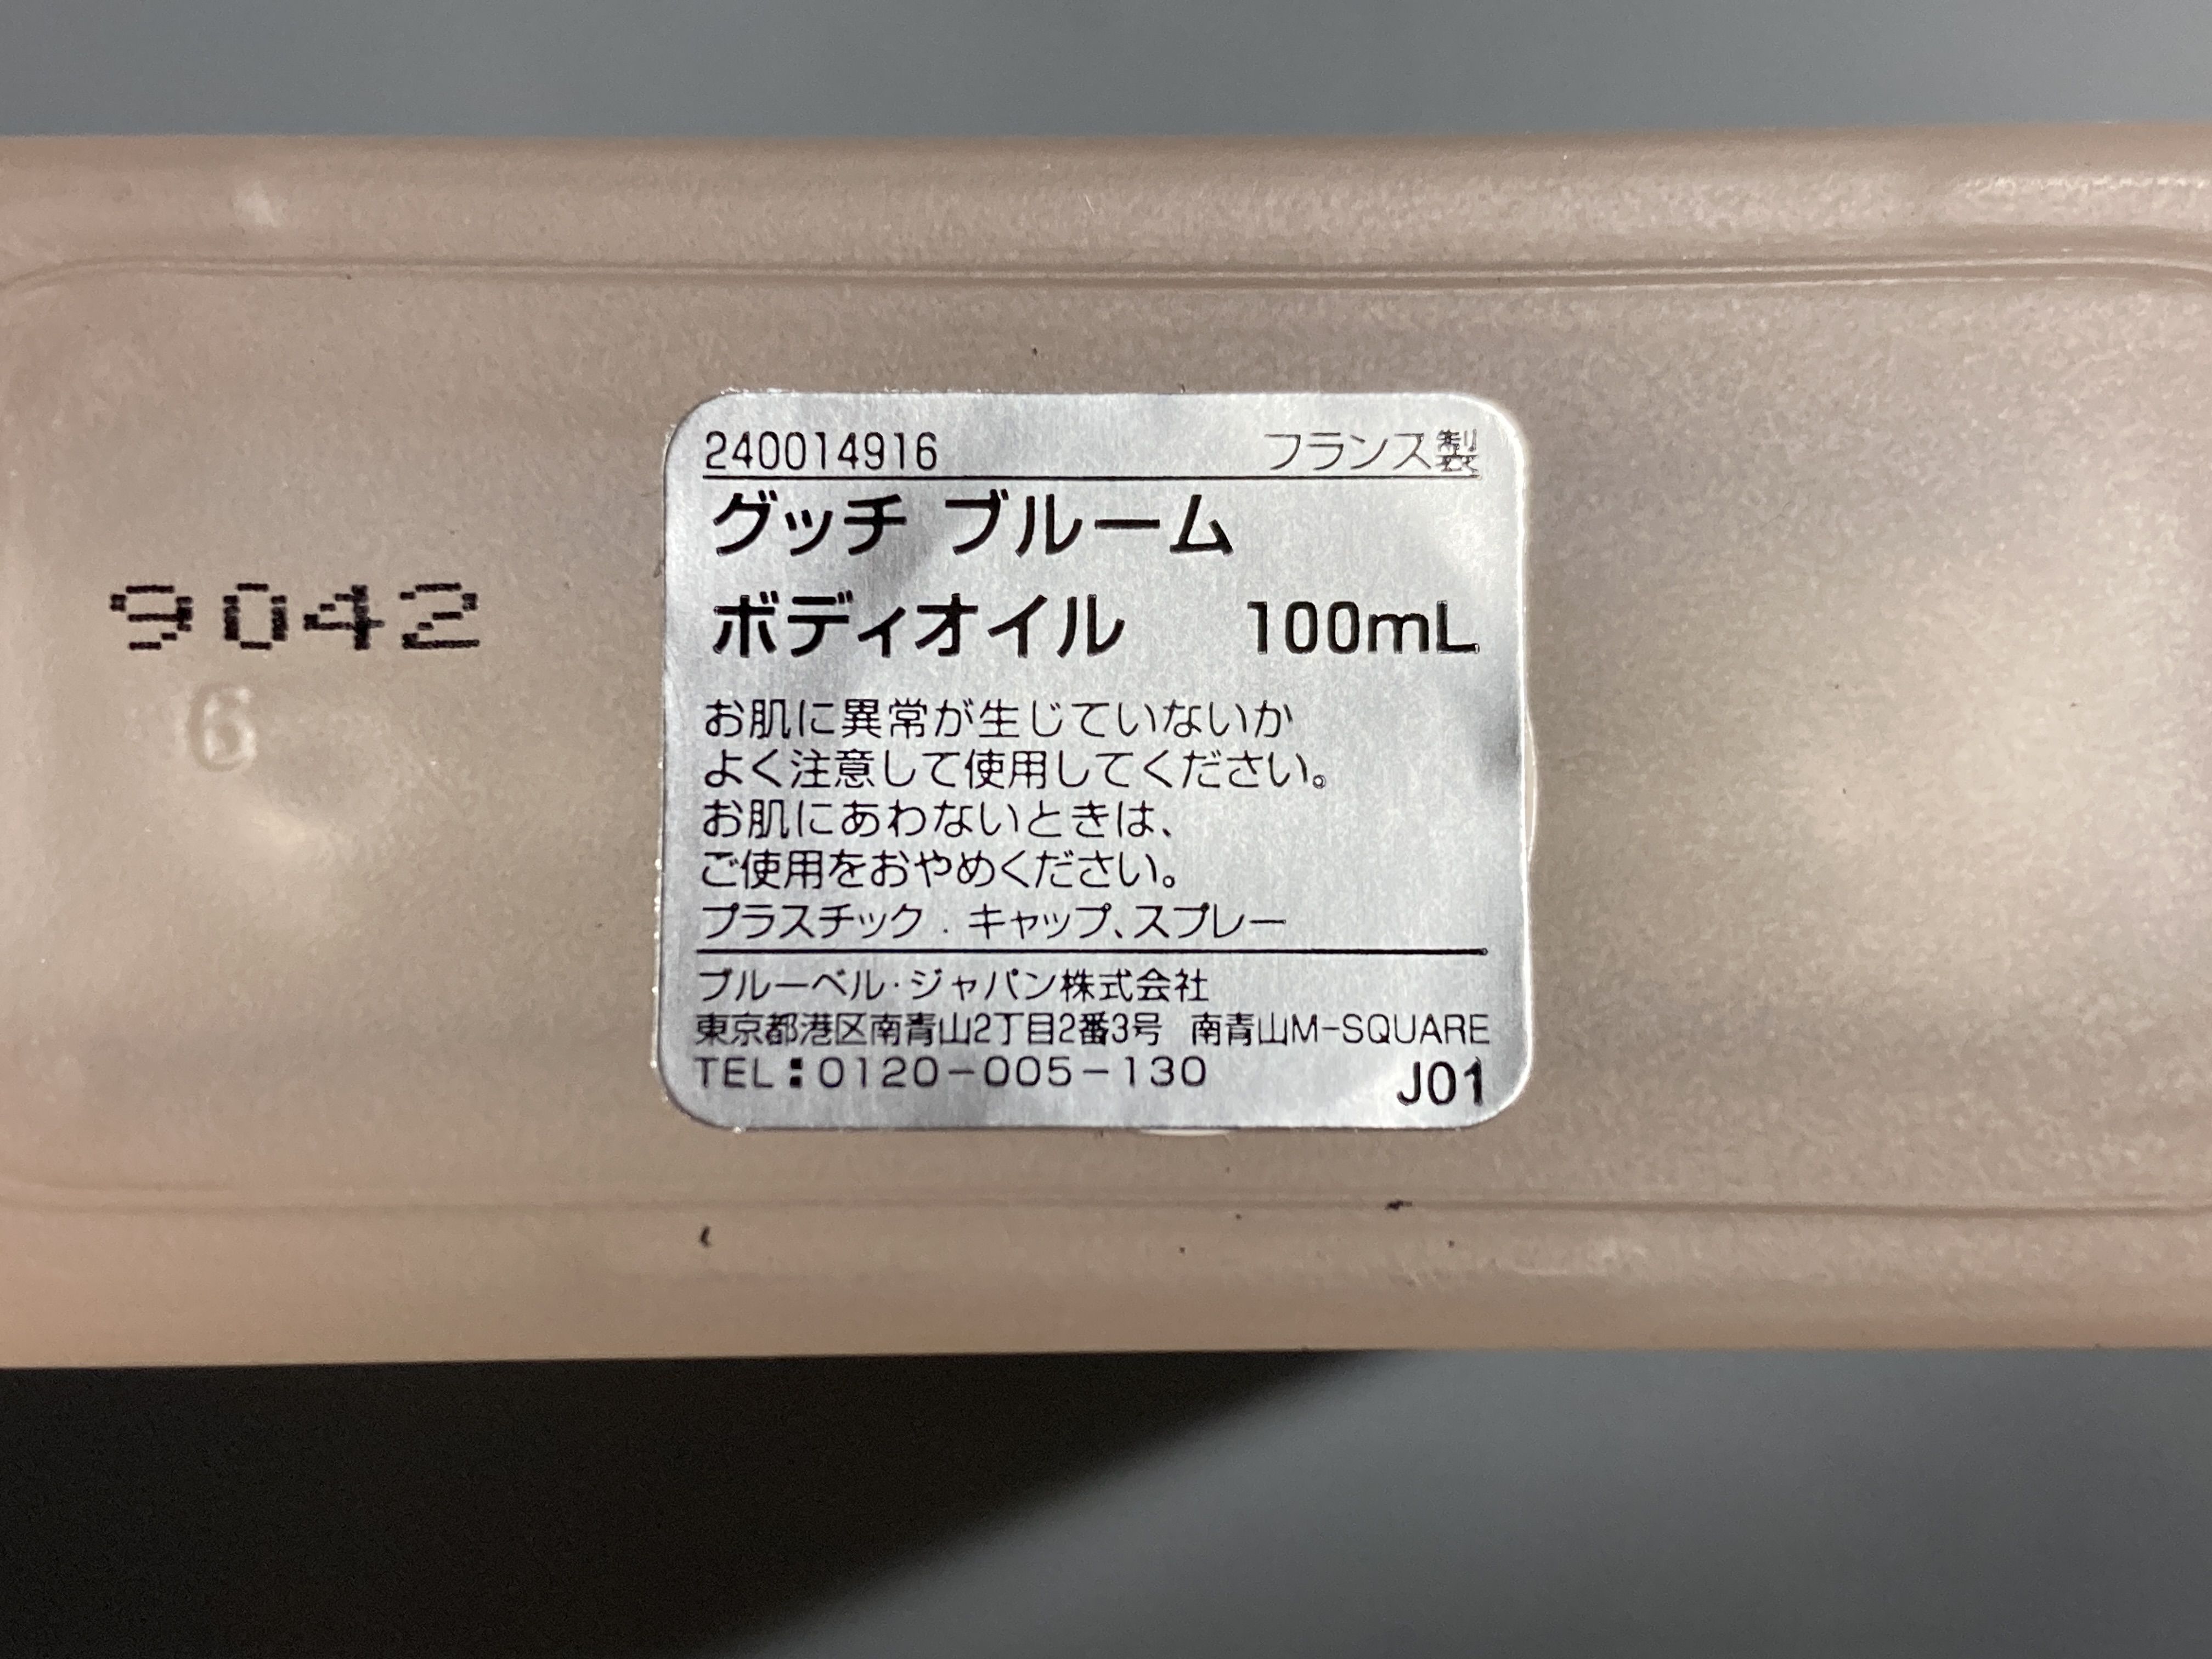 9042
6
240014916 フランス製
グッチ ブルーム
ボディオイル 100mL
お肌に異常が生じていないか
よく注意して使用してください。
お肌にあわないときは、
ご使用をおやめください。
プラスチック . キャップ、スプレー
ブルーベル・ジャパン株式会社
東京都港区南青山2丁目2番3号 南青山M-SQUARE
TEL:0120-005-130 J01